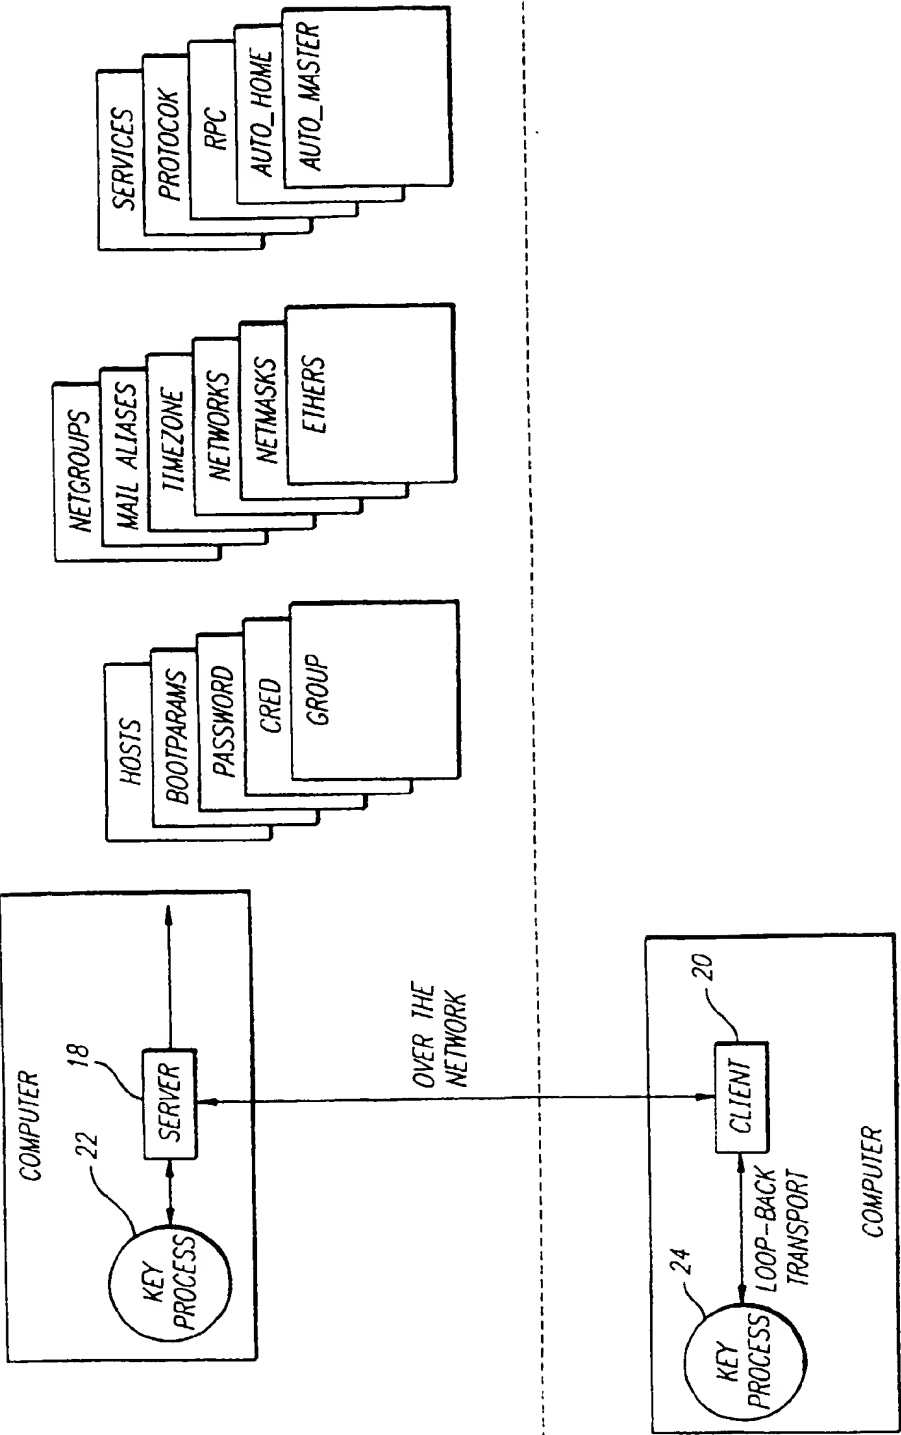 COMPUTER
22
18
KEY
PROCESS
SERVER
HOSTS
BOOTPARAMS
PASSWORD
CRED
GROUP
NETGROUPS
MAIL ALIASES
TIMEZONE
NETWORKS
NETMASKS
ETHERS
SERVICES
PROTOCOK
RPC
AUTO_HOME
AUTO_MASTER
OVER THE
NETWORK
24
20
KEY
PROCESS
CLIENT
LOOP-BACK
TRANSPORT
COMPUTER